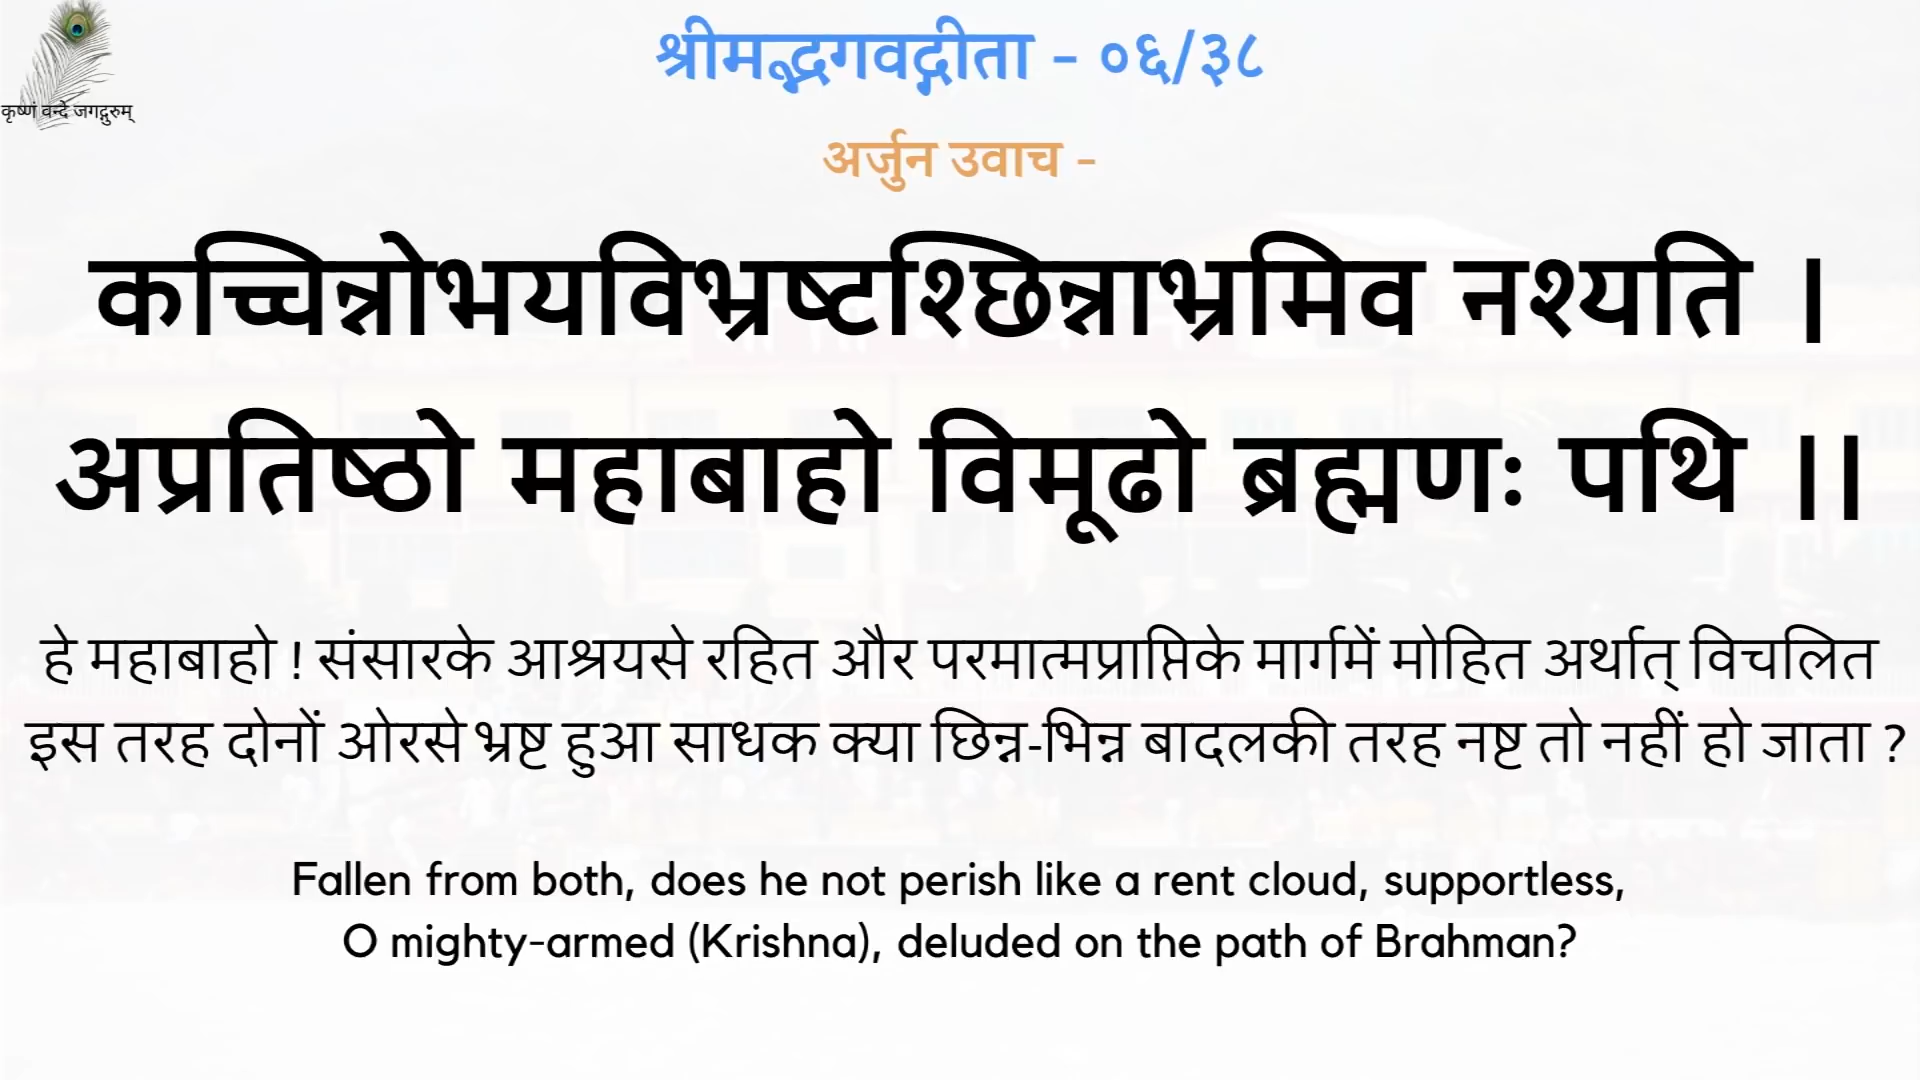 कृष्णं वन्दे जगद्गुरुम्
श्रीमद्भगवद्गीता - ०६/३८
अर्जुन उवाच -
कच्चिन्नोभयविभ्रष्टश्छिन्नाभ्रमिव नश्यति |
अप्रतिष्ठो महाबाहो विमूढो ब्रह्मणः पथि ||
हे महाबाहो ! संसारके आश्रयसे रहित और परमात्मप्राप्तिके मार्गमें मोहित अर्थात् विचलित
इस तरह दोनों ओरसे भ्रष्ट हुआ साधक क्या छिन्न-भिन्न बादलकी तरह नष्ट तो नहीं हो जाता ?
Fallen from both, does he not perish like a rent cloud, supportless,
O mighty-armed (Krishna), deluded on the path of Brahman?